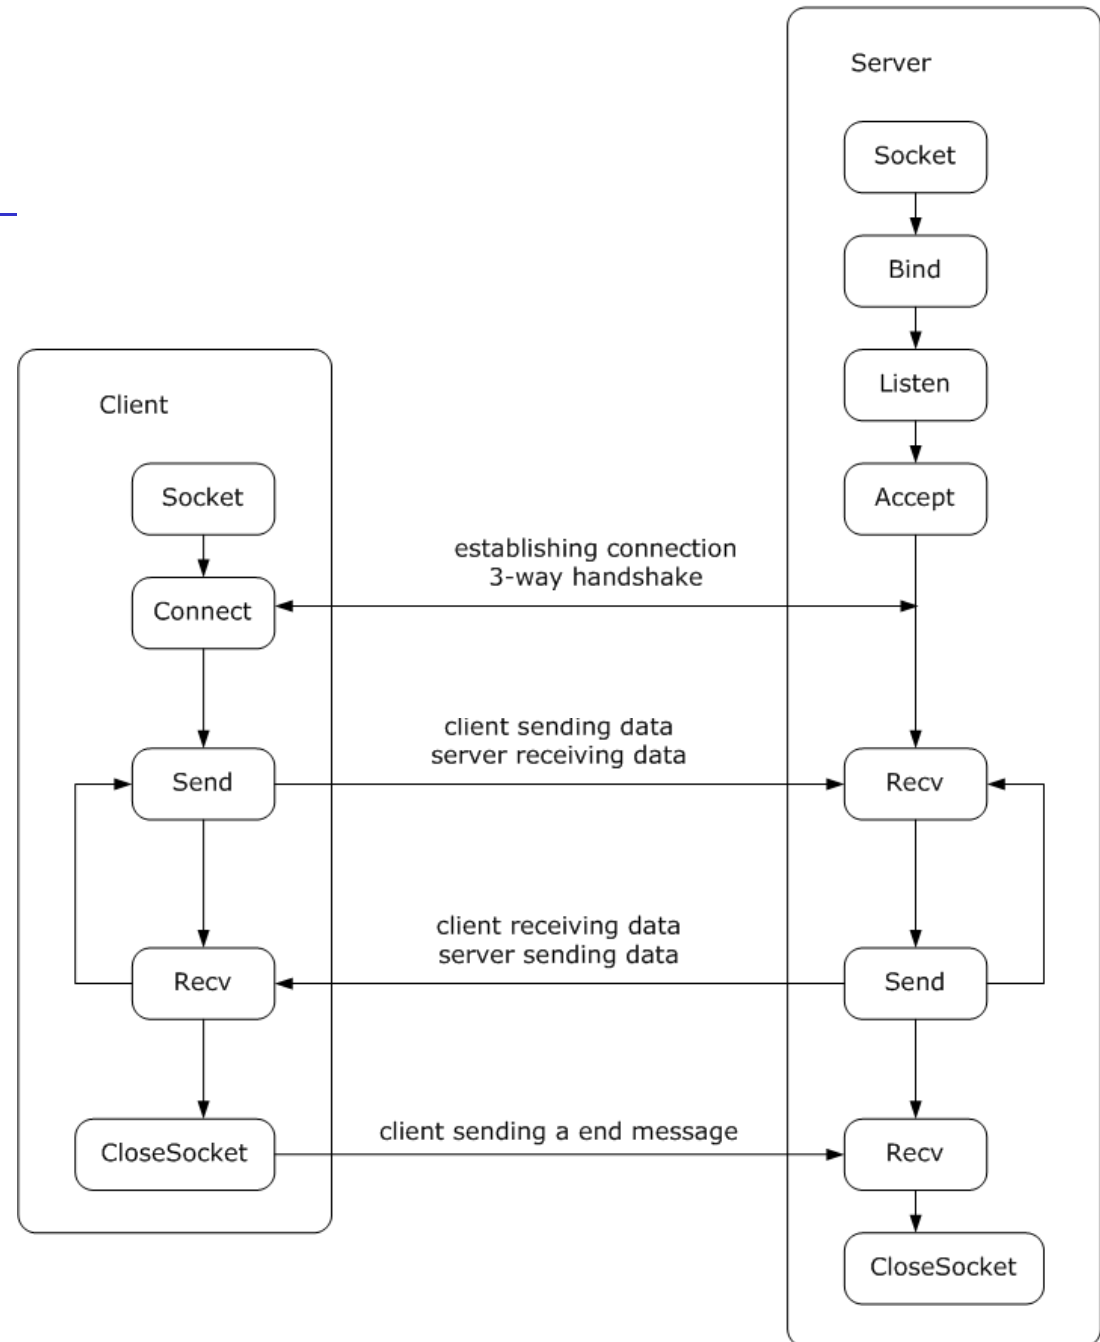 Server
Socket
Bind
Listen
Client
Accept
Socket
establishing connection
3-way handshake
Connect
client sending data
server receiving data
Send
Recv
client receiving data
server sending data
Recv
Send
client sending a end message
CloseSocket
Recv
CloseSocket